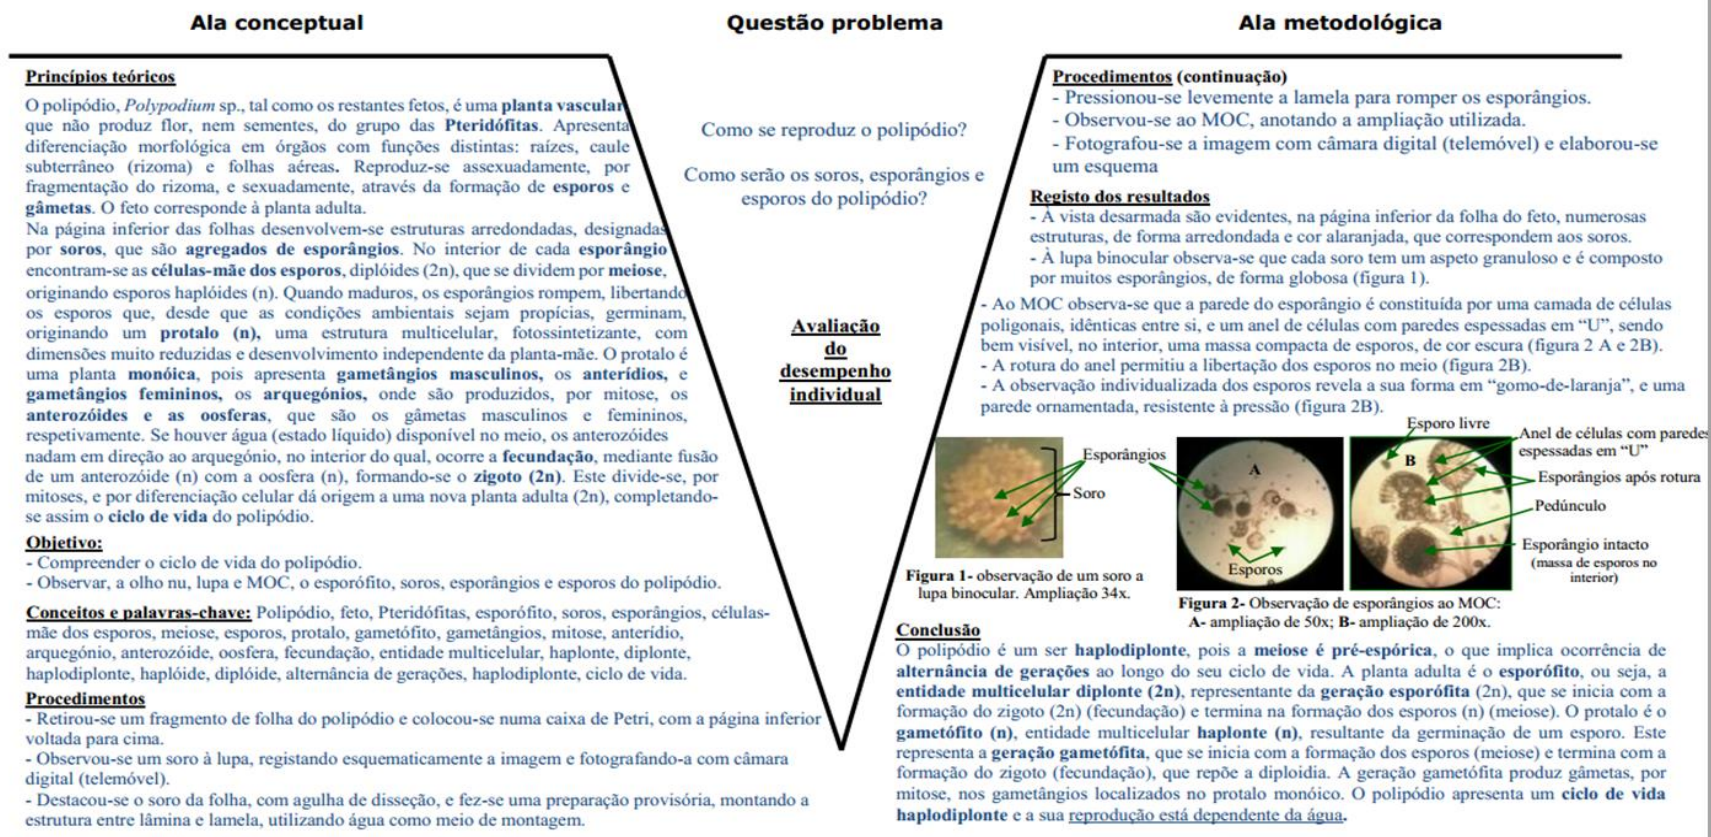 Ala conceptual
Questão problema
Ala metodológica
Princípios teóricos
O polipódio, Polypodium sp., tal como os restantes fetos, é uma planta vascular
que não produz flor, nem sementes, do grupo das Pteridófitas. Apresenta
diferenciação morfológica em órgãos com funções distintas: raízes, caule
subterrâneo (rizoma) e folhas aéreas. Reproduz-se assexuadamente, por
fragmentação do rizoma, e sexuadamente, através da formação de esporos e
gâmetas. O feto corresponde à planta adulta.
Na página inferior das folhas desenvolvem-se estruturas arredondadas, designadas
por soros, que são agregados de esporângios. No interior de cada esporângio
encontram-se as células-mãe dos esporos, diplóides (2n), que se dividem por meiose,
originando esporos haplóides (n). Quando maduros, os esporângios rompem, libertando
os esporos que, desde que as condições ambientais sejam propícias, germinam,
originando um protalo (n), uma estrutura multicelular, fotossintetizante, com
dimensões muito reduzidas e desenvolvimento independente da planta-mãe. O protalo é
uma planta monóica, pois apresenta gametângios masculinos, os anterídios, e
gametângios femininos, os arquegónios, onde são produzidos, por mitose, os
anterozóides e as oosferas, que são os gâmetas masculinos e femininos,
respetivamente. Se houver água (estado líquido) disponível no meio, os anterozóides
nadam em direção ao arquegónio, no interior do qual, ocorre a fecundação, mediante fusão
de um anterozóide (n) com a oosfera (n), formando-se o zigoto (2n). Este divide-se, por
mitoses, e por diferenciação celular dá origem a uma nova planta adulta (2n), completando-
se assim o ciclo de vida do polipódio.
Objetivo:
- Compreender o ciclo de vida do polipódio.
- Observar, a olho nu, lupa e MOC, o esporófito, soros, esporângios e esporos do polipódio.
Conceitos e palavras-chave: Polipódio, feto, Pteridófitas, esporófito, soros, esporângios, células-
mãe dos esporos, meiose, esporos, protalo, gametófito, gametângios, mitose, anterídio,
arquegónio, anterozóide, oosfera, fecundação, entidade multicelular, haplonte, diplonte,
haplodiplonte, haplóide, diplóide, alternância de gerações, haplodiplonte, ciclo de vida.
Procedimentos
- Retirou-se um fragmento de folha do polipódio e colocou-se numa caixa de Petri, com a página inferior
voltada para cima.
- Observou-se um soro à lupa, registando esquematicamente a imagem e fotografando-a com câmara
digital (telemóvel).
- Destacou-se o soro da folha, com agulha de disseção, e fez-se uma preparação provisória, montando a
estrutura entre lâmina e lamela, utilizando água como meio de montagem.
Como se reproduz o polipódio?
Como serão os soros, esporângios e
esporos do polipódio?
Avaliação
do
desempenho
individual
Procedimentos (continuação)
- Pressionou-se levemente a lamela para romper os esporângios.
- Observou-se ao MOC, anotando a ampliação utilizada.
- Fotografou-se a imagem com câmara digital (telemóvel) e elaborou-se
um esquema
Registo dos resultados
- À vista desarmada são evidentes, na página inferior da folha do feto, numerosas
estruturas, de forma arredondada e cor alaranjada, que correspondem aos soros.
- À lupa binocular observa-se que cada soro tem um aspeto granuloso e é composto
por muitos esporângios, de forma globosa (figura 1).
- Ao MOC observa-se que a parede do esporângio é constituída por uma camada de células
poligonais, idênticas entre si, e um anel de células com paredes espessadas em “U”, sendo
bem visível, no interior, uma massa compacta de esporos, de cor escura (figura 2 A e 2B).
- A rotura do anel permitiu a libertação dos esporos no meio (figura 2B).
- A observação individualizada dos esporos revela a sua forma em “gomo-de-laranja”, e uma
parede ornamentada, resistente à pressão (figura 2B).
Esporângios
Soro
A
Esporos
Esporo livre
B
Anel de células com paredes
espessadas em “U”
Esporângios após rotura
Pedúnculo
Esporângio intacto
(massa de esporos no
interior)
Figura 1- observação de um soro a
lupa binocular. Ampliação 34x.
Figura 2- Observação de esporângios ao MOC:
A- ampliação de 50x; B- ampliação de 200x.
Conclusão
O polipódio é um ser haplodiplonte, pois a meiose é pré-espórica, o que implica ocorrência de
alternância de gerações ao longo do seu ciclo de vida. A planta adulta é o esporófito, ou seja, a
entidade multicelular diplonte (2n), representante da geração esporófita (2n), que se inicia com a
formação do zigoto (2n) (fecundação) e termina na formação dos esporos (n) (meiose). O protalo é o
gametófito (n), entidade multicelular haplonte (n), resultante da germinação de um esporo. Este
representa a geração gametófita, que se inicia com a formação dos esporos (meiose) e termina com a
formação do zigoto (fecundação), que repõe a diploidia. A geração gametófita produz gâmetas, por
mitose, nos gametângios localizados no protalo monóico. O polipódio apresenta um ciclo de vida
haplodiplonte e a sua reprodução está dependente da água.